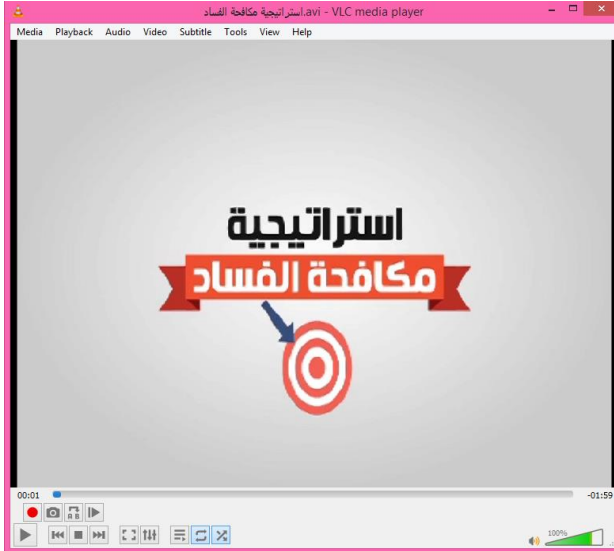 استراتيجية مكافحة الفساد.avi - VLC media player
Media Playback Audio Video Subtitle Tools View Help
استراتيجية
مكافحة الفساد
00:01 -01:59
A B
100%